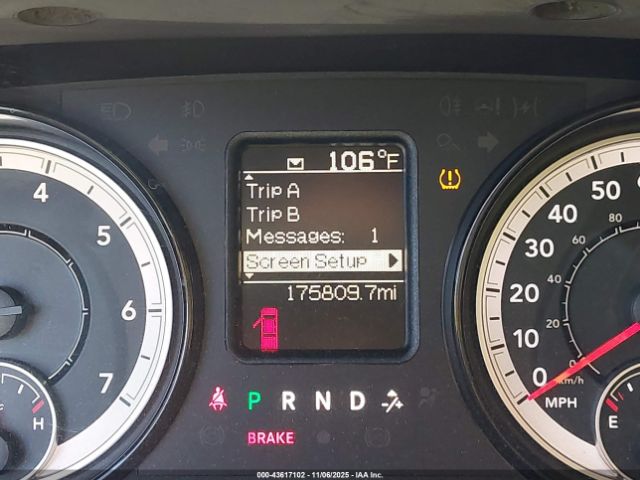 106°F
Trip A
Trip B
Messages: 1
Screen Setup
175809.7mi
4
5
6
7
H
P R N D
BRAKE
60
50
40
30
20
10
0
MPH
80
40
20
0
km/h
E
-000-43617102 - 11/06/2025 - IAA Inc.